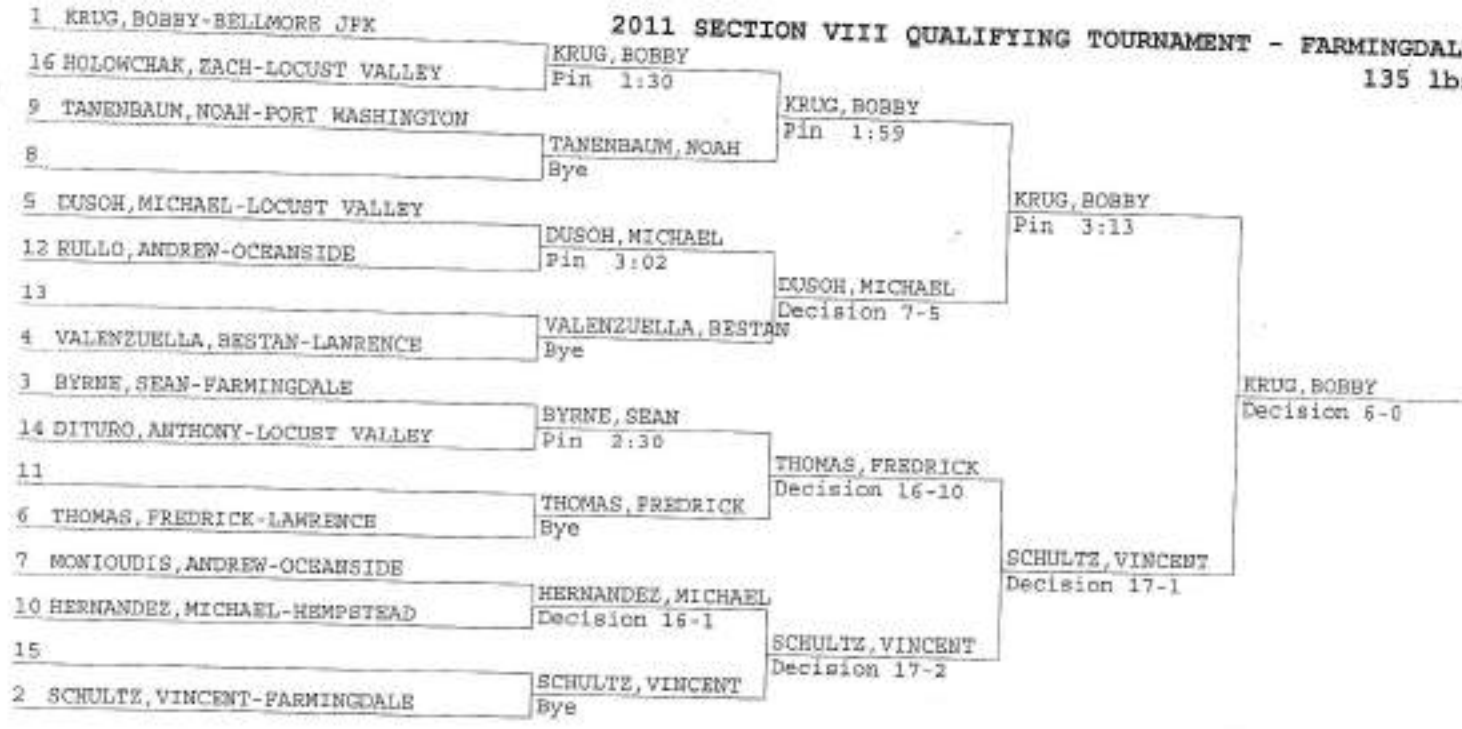 2011 SECTION VIII QUALIFYING TOURNAMENT - FARMINGDAL
135 lb
1 KRUG,BOBBY-BELLMORE JFK
KRUG,BOBBY
Pin 1:30
16 HOLOWCHAK,ZACH-LOCUST VALLEY
KRUG,BOBBY
Pin 1:59
9 TANENBAUM,NOAH-PORT WASHINGTON
TANENBAUM,NOAH
Bye
8
KRUG,BOBBY
Pin 3:13
5 DUSOH,MICHAEL-LOCUST VALLEY
DUSOH,MICHAEL
Pin 3:02
12 RULLO,ANDREW-OCEANSIDE
DUSOH,MICHAEL
Decision 7-5
13
VALENZUELLA,BESTAN
Bye
4 VALENZUELLA,BESTAN-LAWRENCE
KRUG,BOBBY
Decision 6-0
3 BYRNE,SEAN-FARMINGDALE
BYRNE,SEAN
Pin 2:30
14 DITURO,ANTHONY-LOCUST VALLEY
THOMAS,FREDRICK
Decision 16-10
11
THOMAS,FREDRICK
Bye
6 THOMAS,FREDRICK-LAWRENCE
SCHULTZ,VINCENT
Decision 17-1
7 MONIOUDIS,ANDREW-OCEANSIDE
HERNANDEZ,MICHAEL
Decision 16-1
10 HERNANDEZ,MICHAEL-HEMPSTEAD
SCHULTZ,VINCENT
Decision 17-2
15
SCHULTZ,VINCENT
Bye
2 SCHULTZ,VINCENT-FARMINGDALE